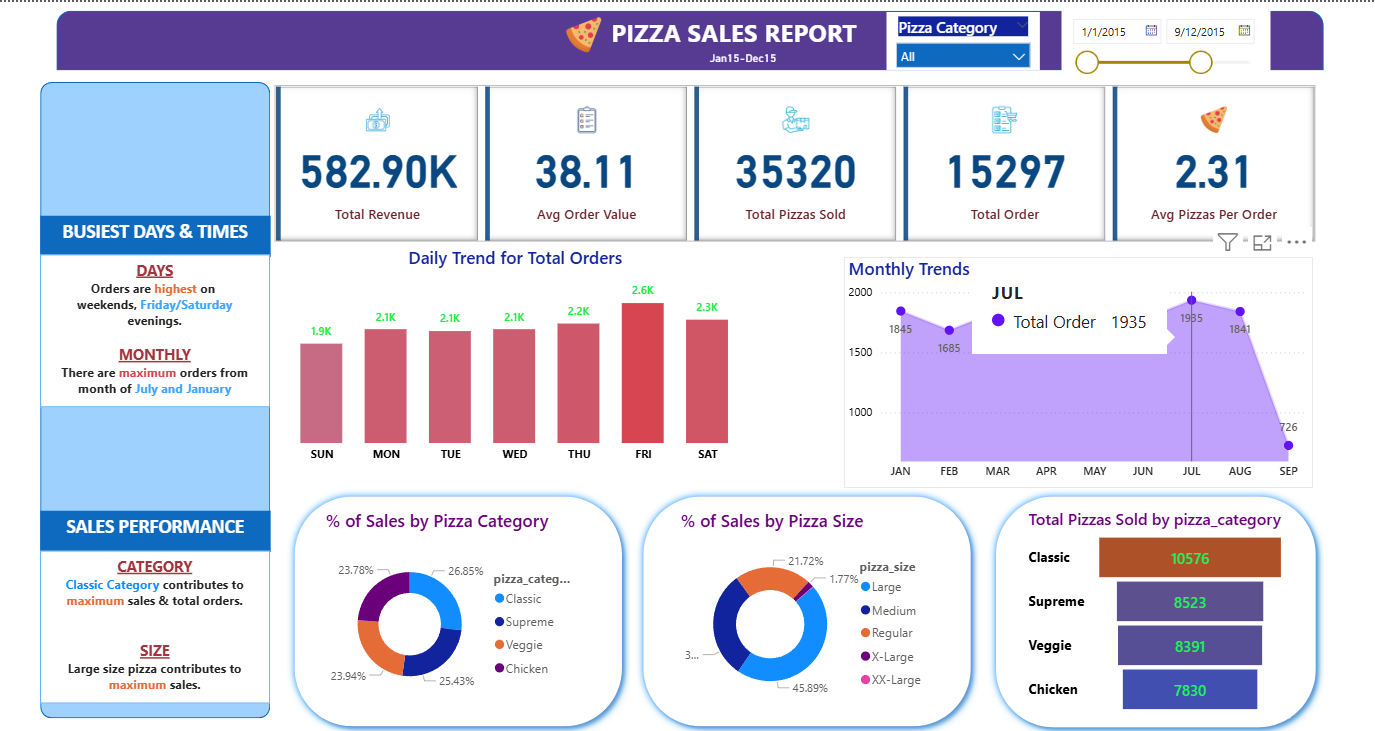 PIZZA SALES REPORT
Jan15-Dec15
Pizza Category
All
1/1/2015
9/12/2015
582.90K
Total Revenue
38.11
Avg Order Value
35320
Total Pizzas Sold
15297
Total Order
2.31
Avg Pizzas Per Order
BUSIEST DAYS & TIMES
DAYS
Orders are highest on
weekends, Friday/Saturday
evenings.
MONTHLY
There are maximum orders from
month of July and January
SALES PERFORMANCE
CATEGORY
Classic Category contributes to
maximum sales & total orders.
SIZE
Large size pizza contributes to
maximum sales.
Daily Trend for Total Orders
1.9K
2.1K
2.1K
2.1K
2.2K
2.6K
2.3K
SUN MON TUE WED THU FRI SAT
Monthly Trends
2000
1500
1000
1845
1685
JUL
Total Order 1935
1935
1841
726
JAN FEB MAR APR MAY JUN JUL AUG SEP
% of Sales by Pizza Category
23.78%
26.85%
23.94%
25.43%
pizza_categ...
Classic
Supreme
Veggie
Chicken
% of Sales by Pizza Size
21.72%
1.77%
3...
45.89%
pizza_size
Large
Medium
Regular
X-Large
XX-Large
Total Pizzas Sold by pizza_category
Classic 10576
Supreme 8523
Veggie 8391
Chicken 7830